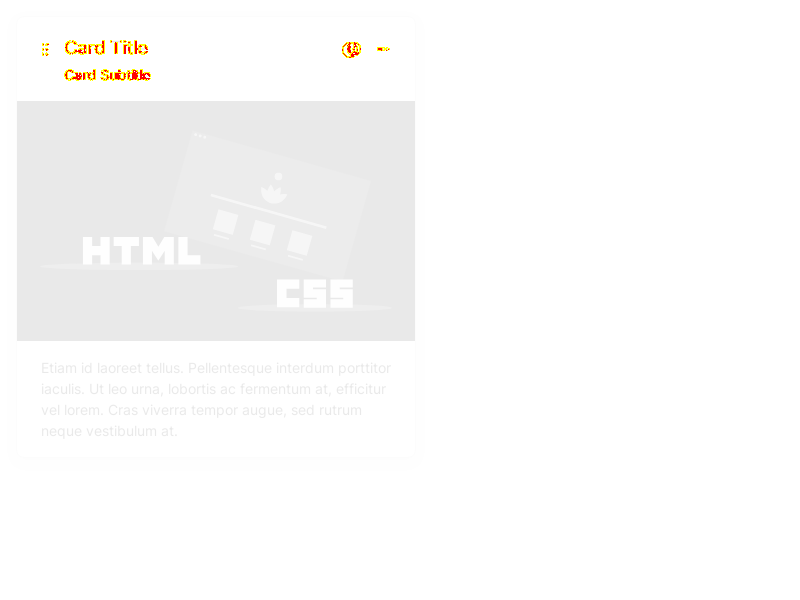 Card Title
Card Subtitle
HTML
CSS
Etiam id laoreet tellus. Pellentesque interdum porttitor
iaculis. Ut leo urna, lobortis ac fermentum at, efficitur
vel lorem. Cras viverra tempor augue, sed rutrum
neque vestibulum at.